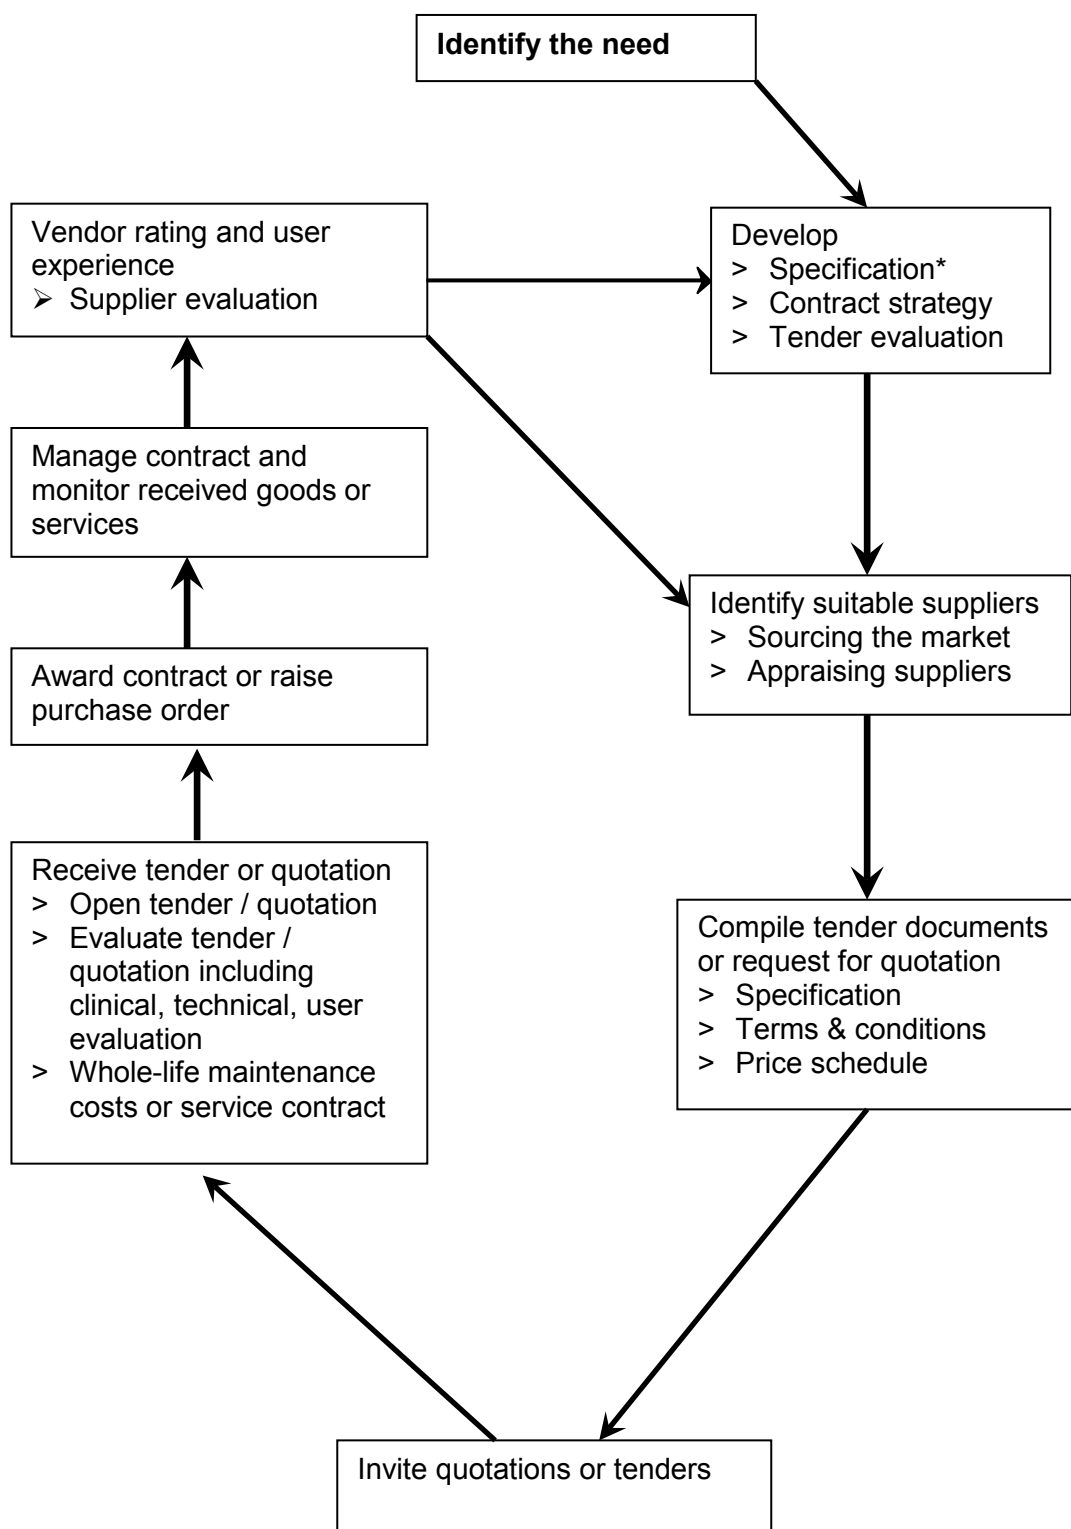 Identify the need
Vendor rating and user
experience
➢ Supplier evaluation
Develop
> Specification*
> Contract strategy
> Tender evaluation
Manage contract and
monitor received goods or
services
Identify suitable suppliers
> Sourcing the market
> Appraising suppliers
Award contract or raise
purchase order
Receive tender or quotation
> Open tender / quotation
> Evaluate tender /
quotation including
clinical, technical, user
evaluation
> Whole-life maintenance
costs or service contract
Compile tender documents
or request for quotation
> Specification
> Terms & conditions
> Price schedule
Invite quotations or tenders